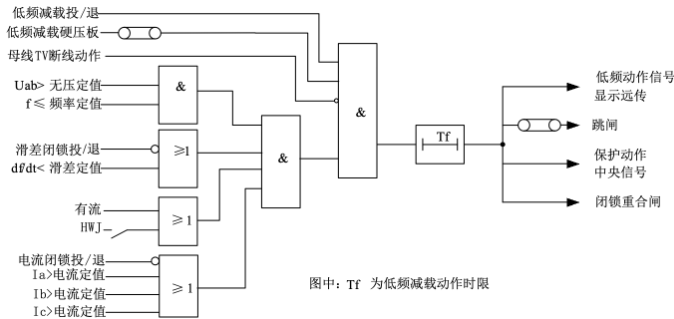 低频减载投/退
低频减载硬压板
母线TV断线动作
Uab> 无压定值
f≤ 频率定值
&
滑差闭锁投/退
df/dt< 滑差定值
≥1
有流
HWJ
≥1
电流闭锁投/退
Ia>电流定值
Ib>电流定值
Ic>电流定值
≥1
&
&
Tf
低频动作信号
显示远传
跳闸
保护动作
中央信号
闭锁重合闸
图中: Tf 为低频减载动作时限